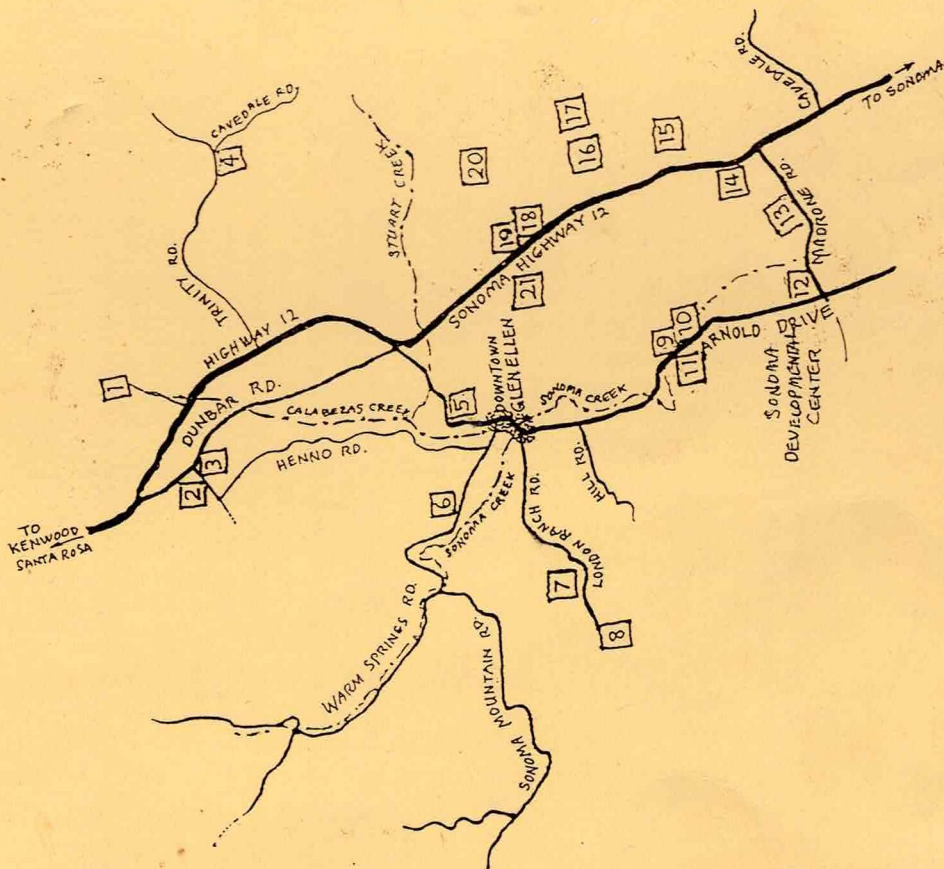 CAVEDALE RD.
TO SONOMA
CAVEDALE RD.
4
TRINITY RD.
STUART CREEK
20
17
16
15
14
13
MADRONE RD.
12
19
18
SONOMA HIGHWAY 12
21
HIGHWAY 12
1
DUNBAR RD.
CALABEZAS CREEK
HENNO RD.
2
3
TO
KENWOOD
SANTA ROSA
5
DOWNTOWN
GLEN ELLEN
SONOMA CREEK
9
10
11
ARNOLD DRIVE
SONOMA
DEVELOPMENTAL
CENTER
6
SONOMA CREEK
HILL RD.
LONDON RANCH RD.
7
8
WARM SPRINGS RD.
SONOMA MOUNTAIN RD.